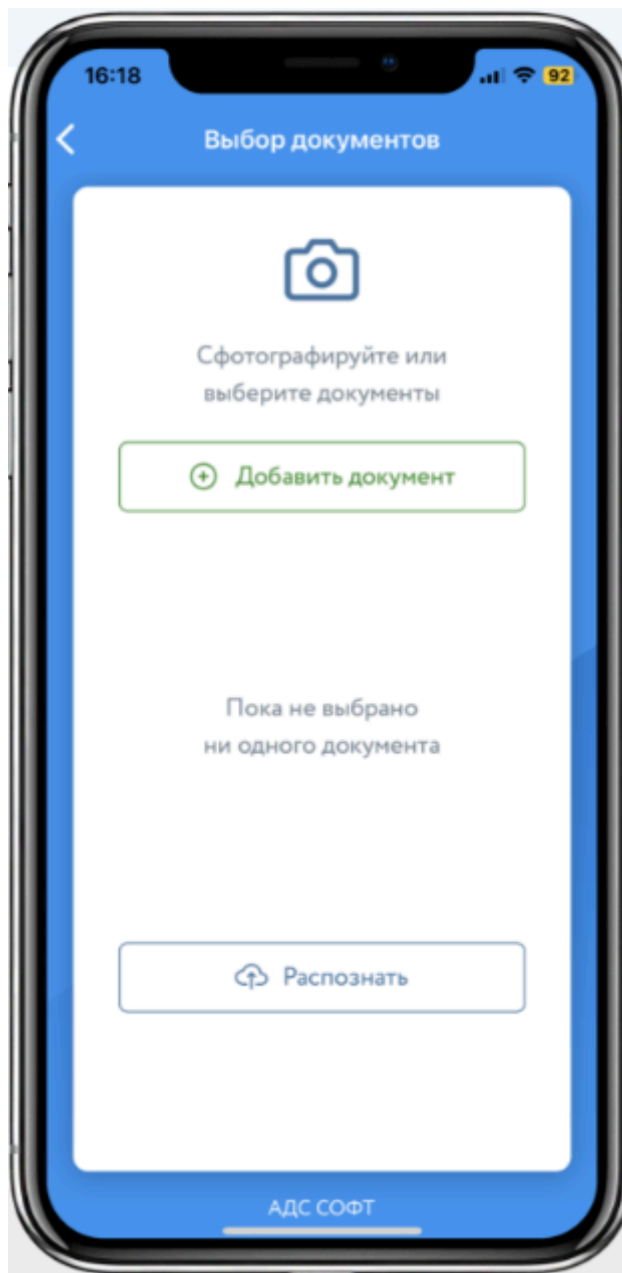 16:18
92
Выбор документов
Сфотографируйте или
выберите документы
Добавить документ
Пока не выбрано
ни одного документа
Распознать
АДС СОФТ